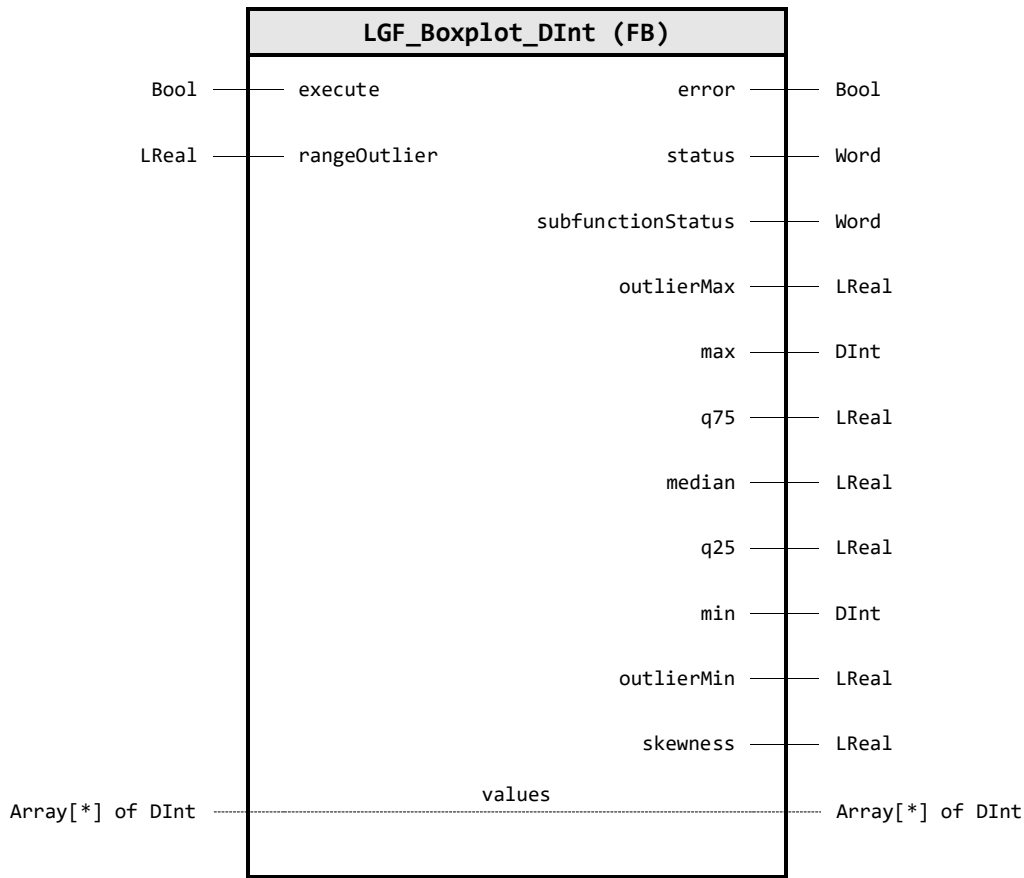 LGF_Boxplot_DInt (FB)
Bool execute error Bool
LReal rangeOutlier status Word
subfunctionStatus Word
outlierMax LReal
max DInt
q75 LReal
median LReal
q25 LReal
min DInt
outlierMin LReal
skewness LReal
Array[*] of DInt values Array[*] of DInt